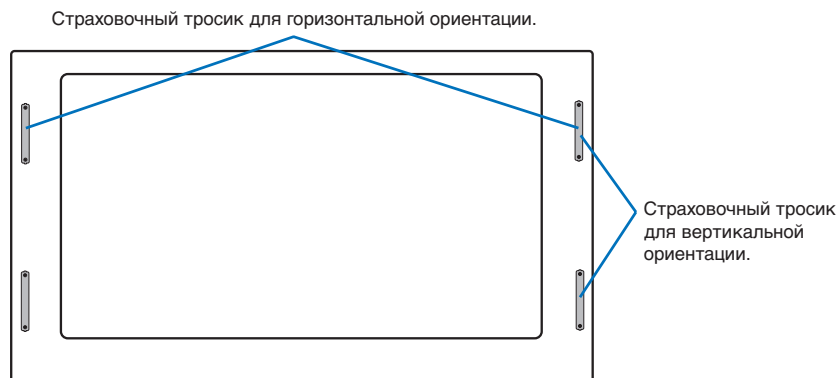 Страховочный тросик для горизонтальной ориентации.
Страховочный тросик
для вертикальной
ориентации.